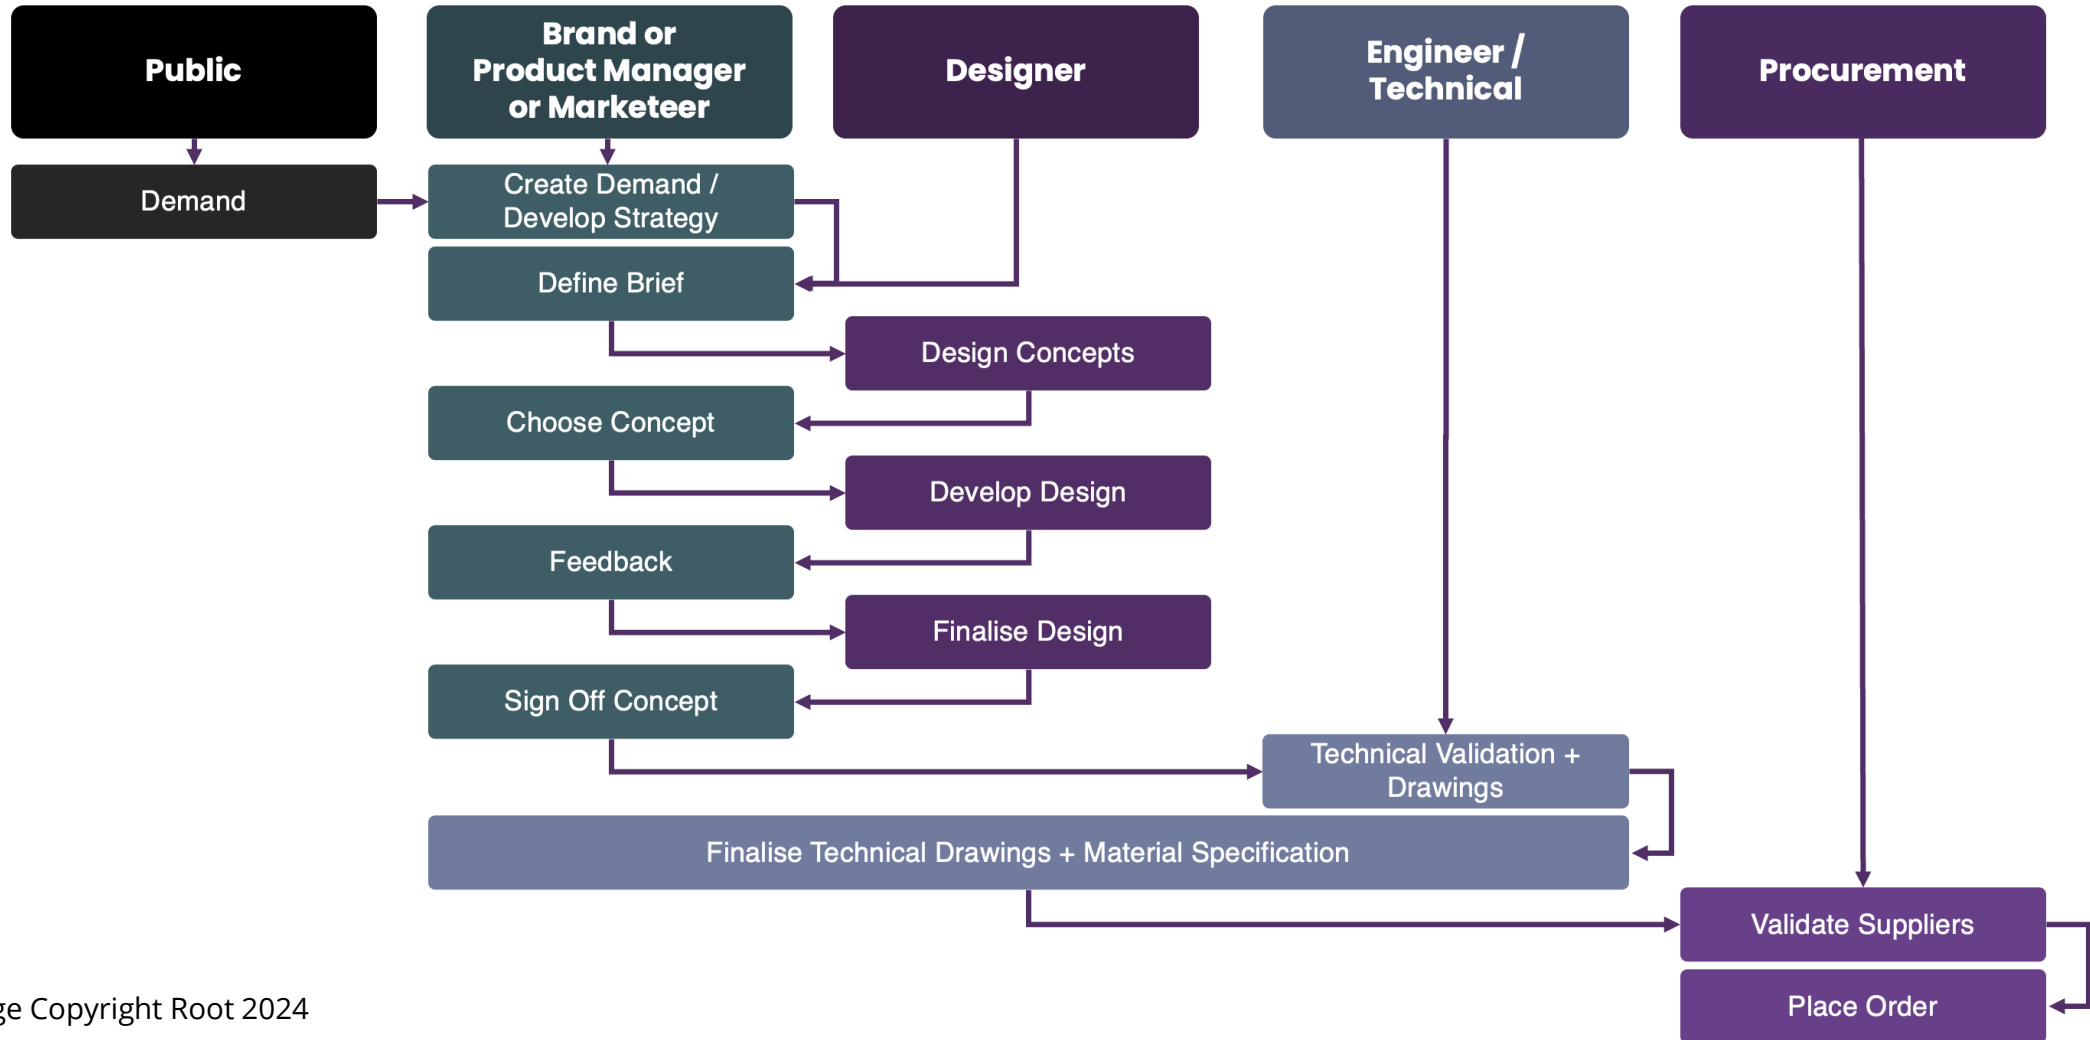 Public
Brand or
Product Manager
or Marketeer
Designer
Engineer /
Technical
Procurement
Demand
Create Demand /
Develop Strategy
Define Brief
Design Concepts
Choose Concept
Develop Design
Feedback
Finalise Design
Sign Off Concept
Technical Validation +
Drawings
Finalise Technical Drawings + Material Specification
Validate Suppliers
Place Order
Copyright Root 2024